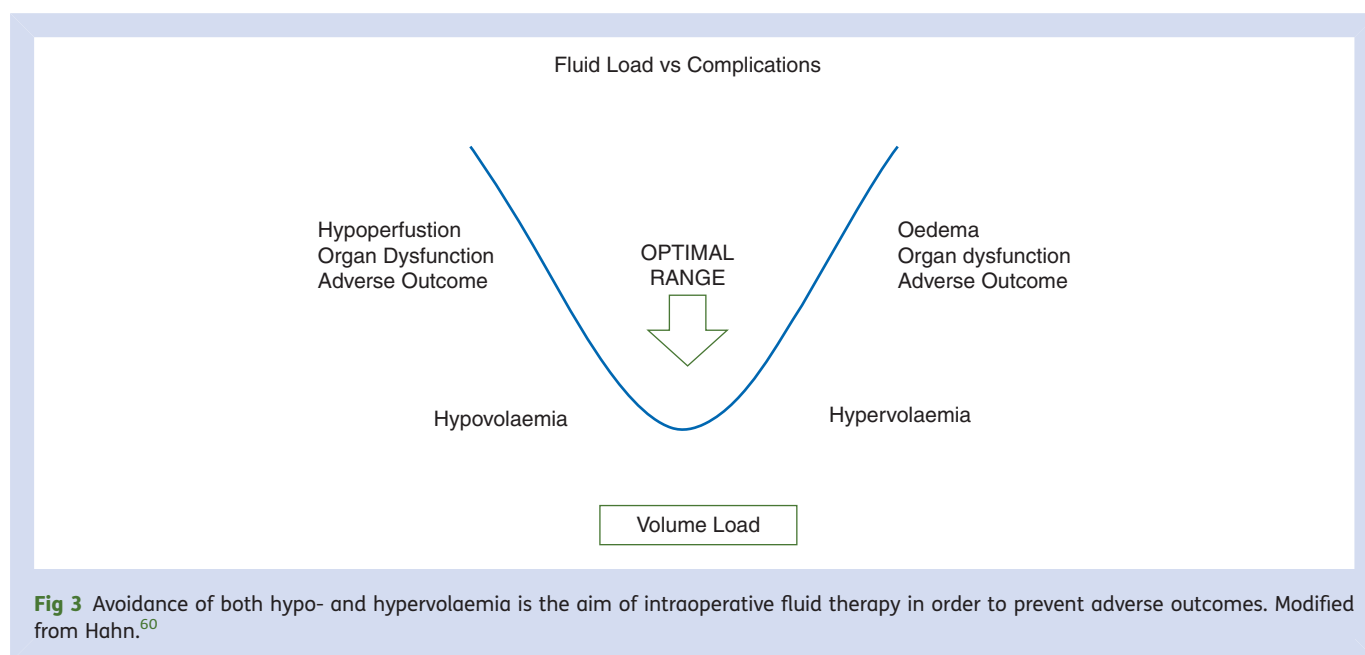 Fluid Load vs Complications
Hypoperfustion
Organ Dysfunction
Adverse Outcome
OPTIMAL
RANGE
Oedema
Organ dysfunction
Adverse Outcome
Hypovolaemia
Hypervolaemia
Volume Load
Fig 3 Avoidance of both hypo- and hypervolaemia is the aim of intraoperative fluid therapy in order to prevent adverse outcomes. Modified
from Hahn.60